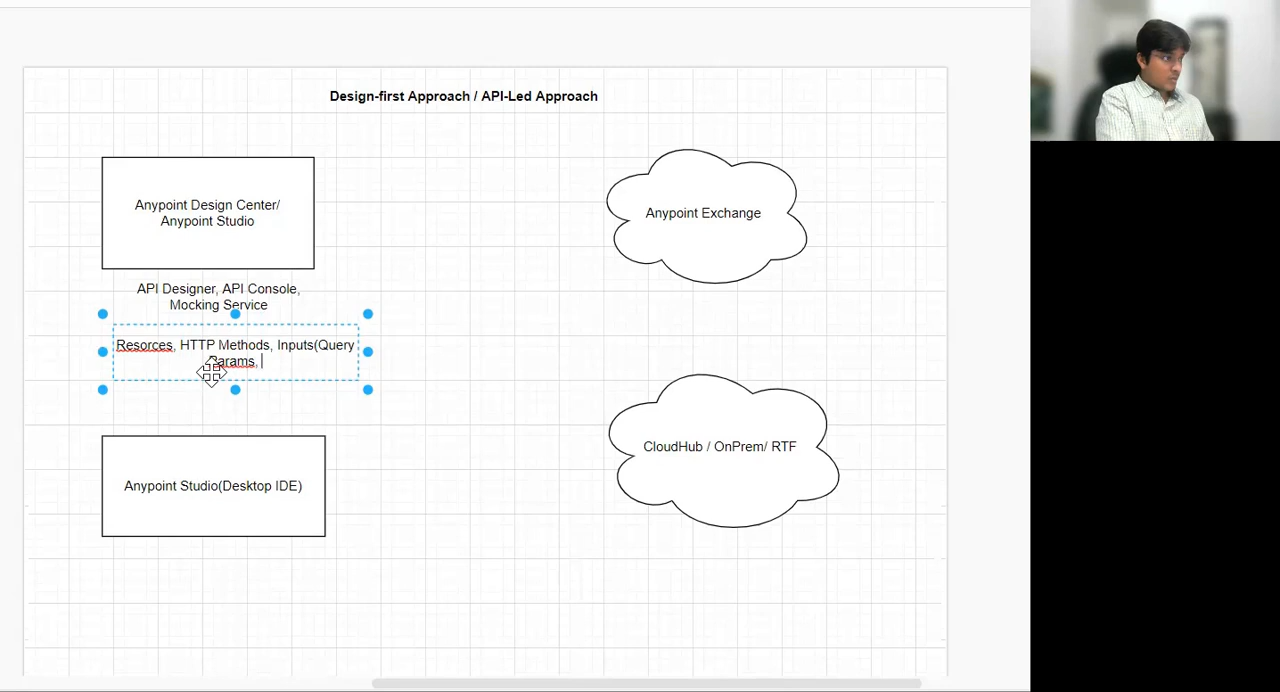 Design-first Approach / API-Led Approach
Anypoint Design Center/
Anypoint Studio
Anypoint Exchange
API Designer, API Console,
Mocking Service
Resorces, HTTP Methods, Inputs(Query
Params,
CloudHub / OnPrem/ RTF
Anypoint Studio(Desktop IDE)